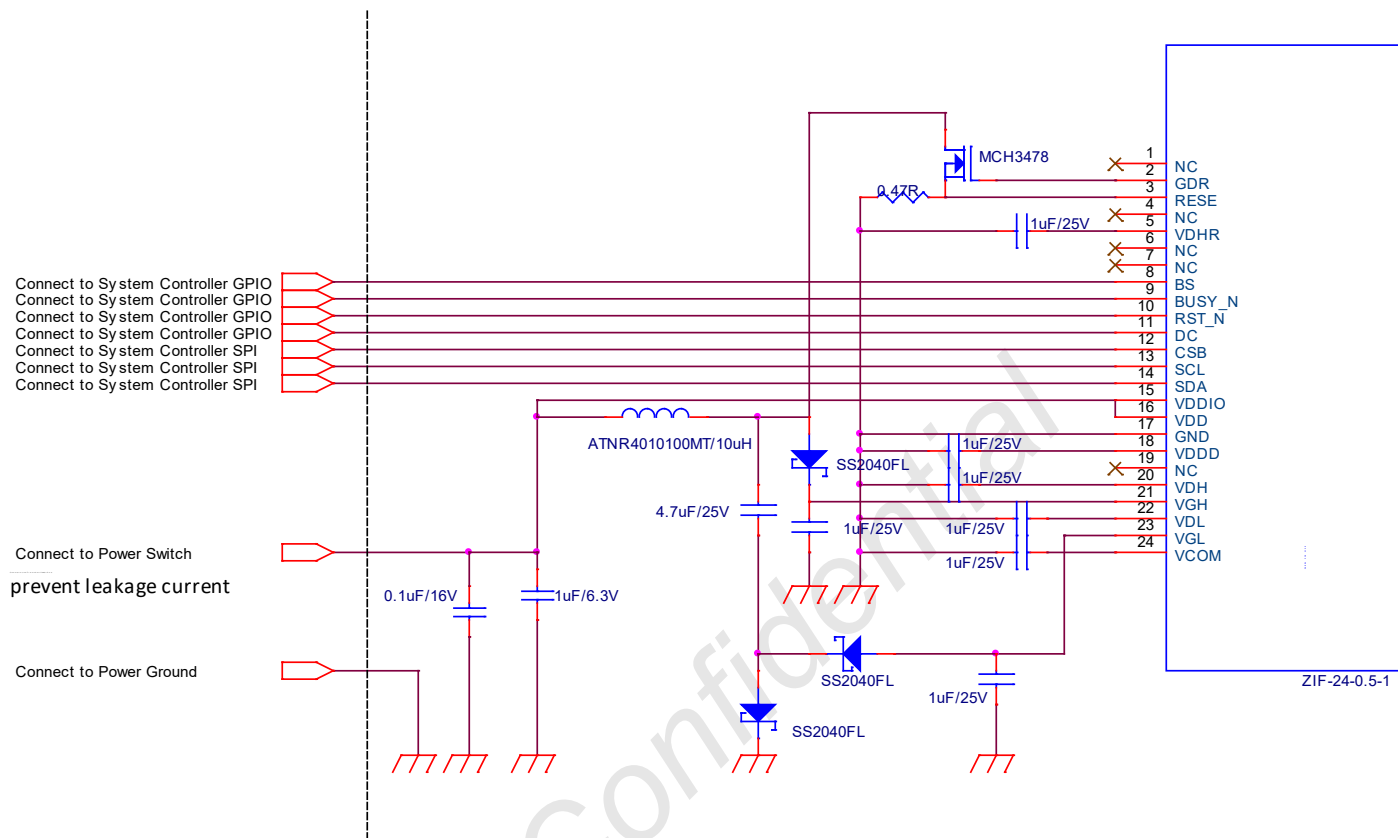 MCH3478
0.47R
1uF/25V
1
NC
2
GDR
3
RESE
4
NC
5
VDHR
6
NC
7
NC
8
BS
9
BUSY_N
10
RST_N
11
DC
12
CSB
13
SCL
14
SDA
15
VDDIO
16
VDD
17
GND
18
VDDD
19
NC
20
VDH
21
VGH
22
VDL
23
VGL
24
VCOM
Connect to System Controller GPIO
Connect to System Controller GPIO
Connect to System Controller GPIO
Connect to System Controller GPIO
Connect to System Controller SPI
Connect to System Controller SPI
Connect to System Controller SPI
ATNR4010100MT/10uH
SS2040FL
1uF/25V
1uF/25V
4.7uF/25V
1uF/25V
1uF/25V
1uF/25V
Connect to Power Switch
prevent leakage current
0.1uF/16V
1uF/6.3V
Connect to Power Ground
SS2040FL
1uF/25V
SS2040FL
ZIF-24-0.5-1
Confidential